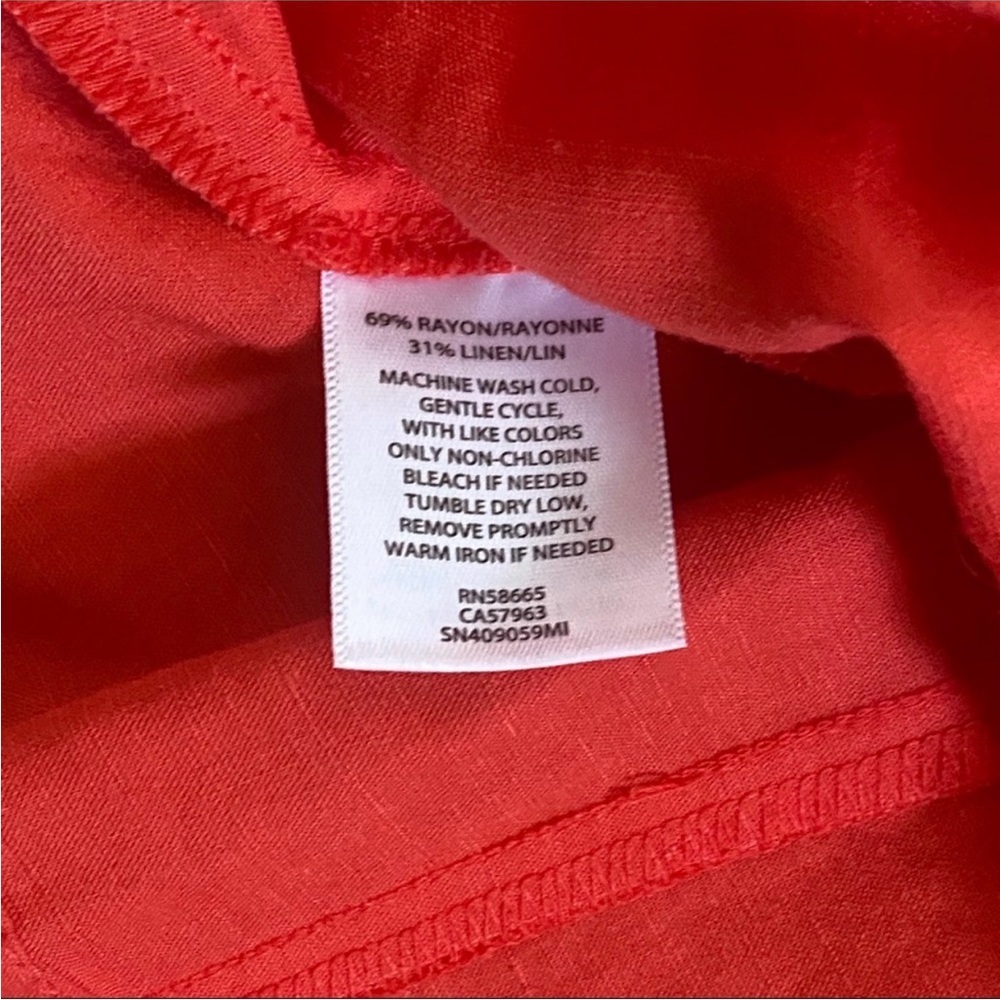 69% RAYON/RAYONNE
31% LINEN/LIN
MACHINE WASH COLD,
GENTLE CYCLE,
WITH LIKE COLORS
ONLY NON-CHLORINE
BLEACH IF NEEDED
TUMBLE DRY LOW,
REMOVE PROMPTLY
WARM IRON IF NEEDED
RN58665
CA57963
SN409059MI